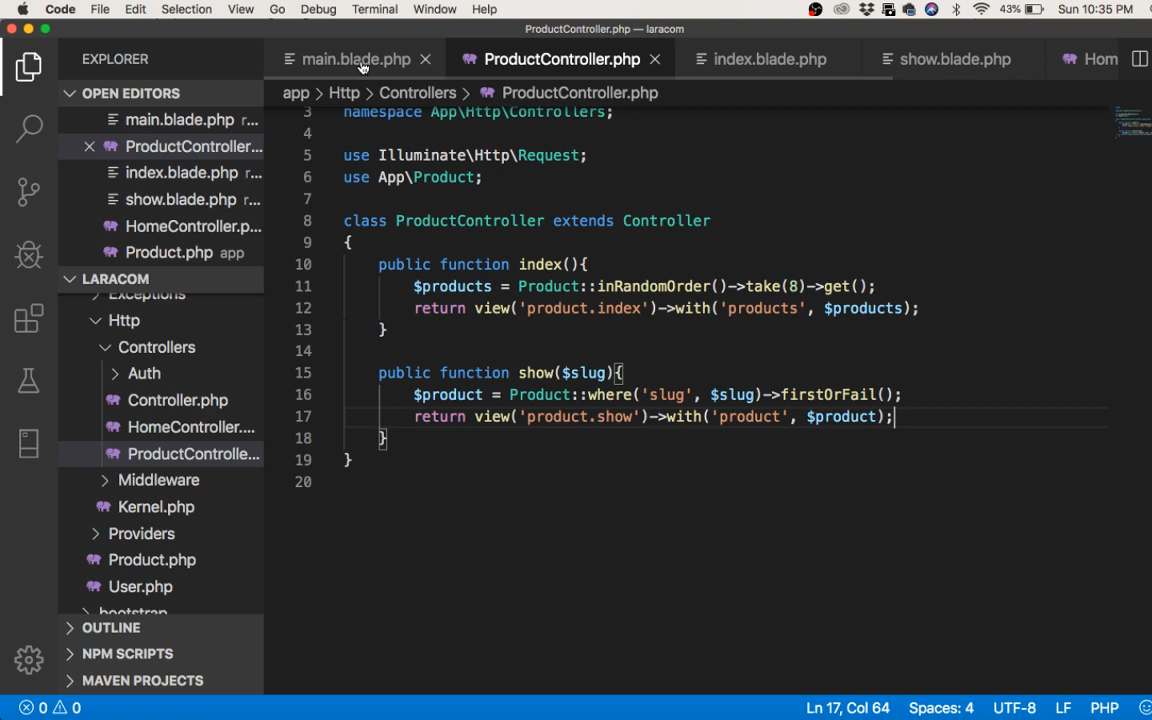 Code File Edit Selection View Go Debug Terminal Window Help 43% Sun 10:35 PM
ProductController.php — laracom
EXPLORER
main.blade.php
ProductController.php
index.blade.php
show.blade.php
Hom
OPEN EDITORS
app > Http > Controllers > ProductController.php
main.blade.php r...
ProductController...
index.blade.php r...
show.blade.php r...
HomeController.p...
Product.php app
LARACOM
Exceptions
Http
Controllers
Auth
Controller.php
HomeController....
ProductControlle...
Middleware
Kernel.php
Providers
Product.php
User.php
bootstrap
OUTLINE
NPM SCRIPTS
MAVEN PROJECTS
3 namespace App\Http\Controllers;
4
5 use Illuminate\Http\Request;
6 use App\Product;
7
8 class ProductController extends Controller
9 {
10 public function index(){
11 $products = Product::inRandomOrder()->take(8)->get();
12 return view('product.index')->with('products', $products);
13 }
14
15 public function show($slug){
16 $product = Product::where('slug', $slug)->firstOrFail();
17 return view('product.show')->with('product', $product);
18 }
19 }
20
0 0 Ln 17, Col 64 Spaces: 4 UTF-8 LF PHP